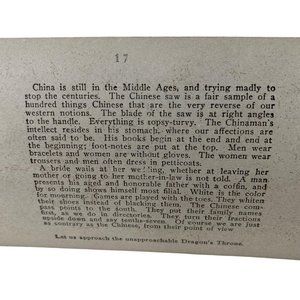 17
China is still in the Middle Ages, and trying madly to
stop the centuries. The Chinese saw is a fair sample of a
hundred things Chinese that are the very reverse of our
western notions. The blade of the saw is at right angles
to the handle. Everything is topsy-turvy. The Chinaman's
intellect resides in his stomach, where our affections are
often said to be. His books begin at the end and end at
the beginning; foot-notes are put at the top. Men wear
bracelets and women are without gloves. The women wear
trousers and men often dress in petticoats.
A bride wails at her wedding, whether at leaving her
mother or going to her mother-in-law is not told. A man
presents his aged and honorable father with a coffin, and
by so doing shows himself most filial. White is the color
for mourning. Games are played with the toes. They whiten
their shoes instead of blacking them. The Chinese com-
pass points to the south. They put their family names
first, as we do in directories. They turn their fractions
upside down and say tenths-seven. Of course we are just
as contrary as the Chinese, from their point of view
Let us approach the unapproachable Dragon's Throne.